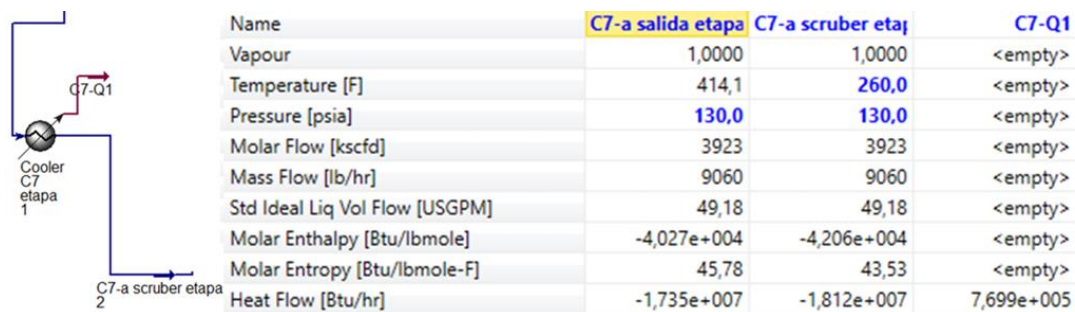 C7-Q1
Cooler
C7
etapa
1
C7-a scruber etapa
2
Name C7-a salida etapa C7-a scruber etap C7-Q1
Vapour 1,0000 1,0000 <empty>
Temperature [F] 414,1 260,0 <empty>
Pressure [psia] 130,0 130,0 <empty>
Molar Flow [kscfd] 3923 3923 <empty>
Mass Flow [lb/hr] 9060 9060 <empty>
Std Ideal Liq Vol Flow [USGPM] 49,18 49,18 <empty>
Molar Enthalpy [Btu/lbmole] -4,027e+004 -4,206e+004 <empty>
Molar Entropy [Btu/lbmole-F] 45,78 43,53 <empty>
Heat Flow [Btu/hr] -1,735e+007 -1,812e+007 7,699e+005